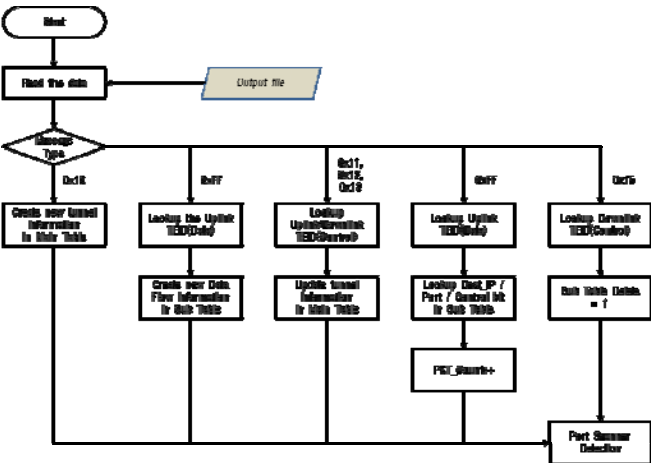 Start
Read the data
Output file
Message
Type
0xFF
0x11,
0x12,
0xFF
Create new tunnel
Information
in Main Table
Lookup the Uplink
TEID(Data)
Lookup
Uplink/Downlink
TEID(Control)
Lookup Uplink
TEID(Data)
Lookup Downlink
TEID(Control)
Create new Data
Flow Information
in Sub Table
Update tunnel
Information
in Main Table
Lookup Dest_IP /
Port / Control bit
in Sub Table
Sub Table Delete
= 1
PKT_Count++
Port Scanner
Detection